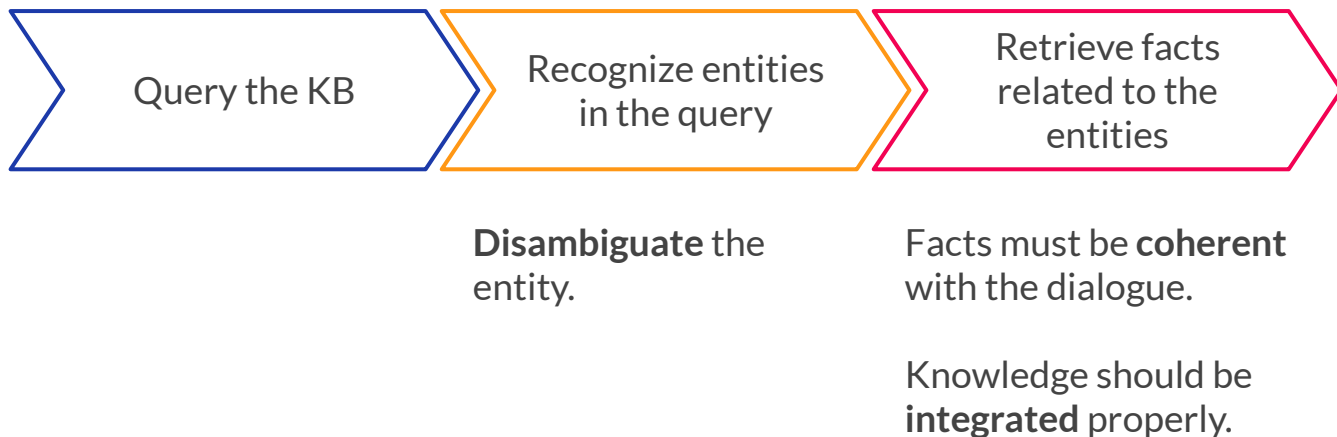 Query the KB
Recognize entities
in the query
Retrieve facts
related to the
entities
Disambiguate the
entity.
Facts must be coherent
with the dialogue.
Knowledge should be
integrated properly.